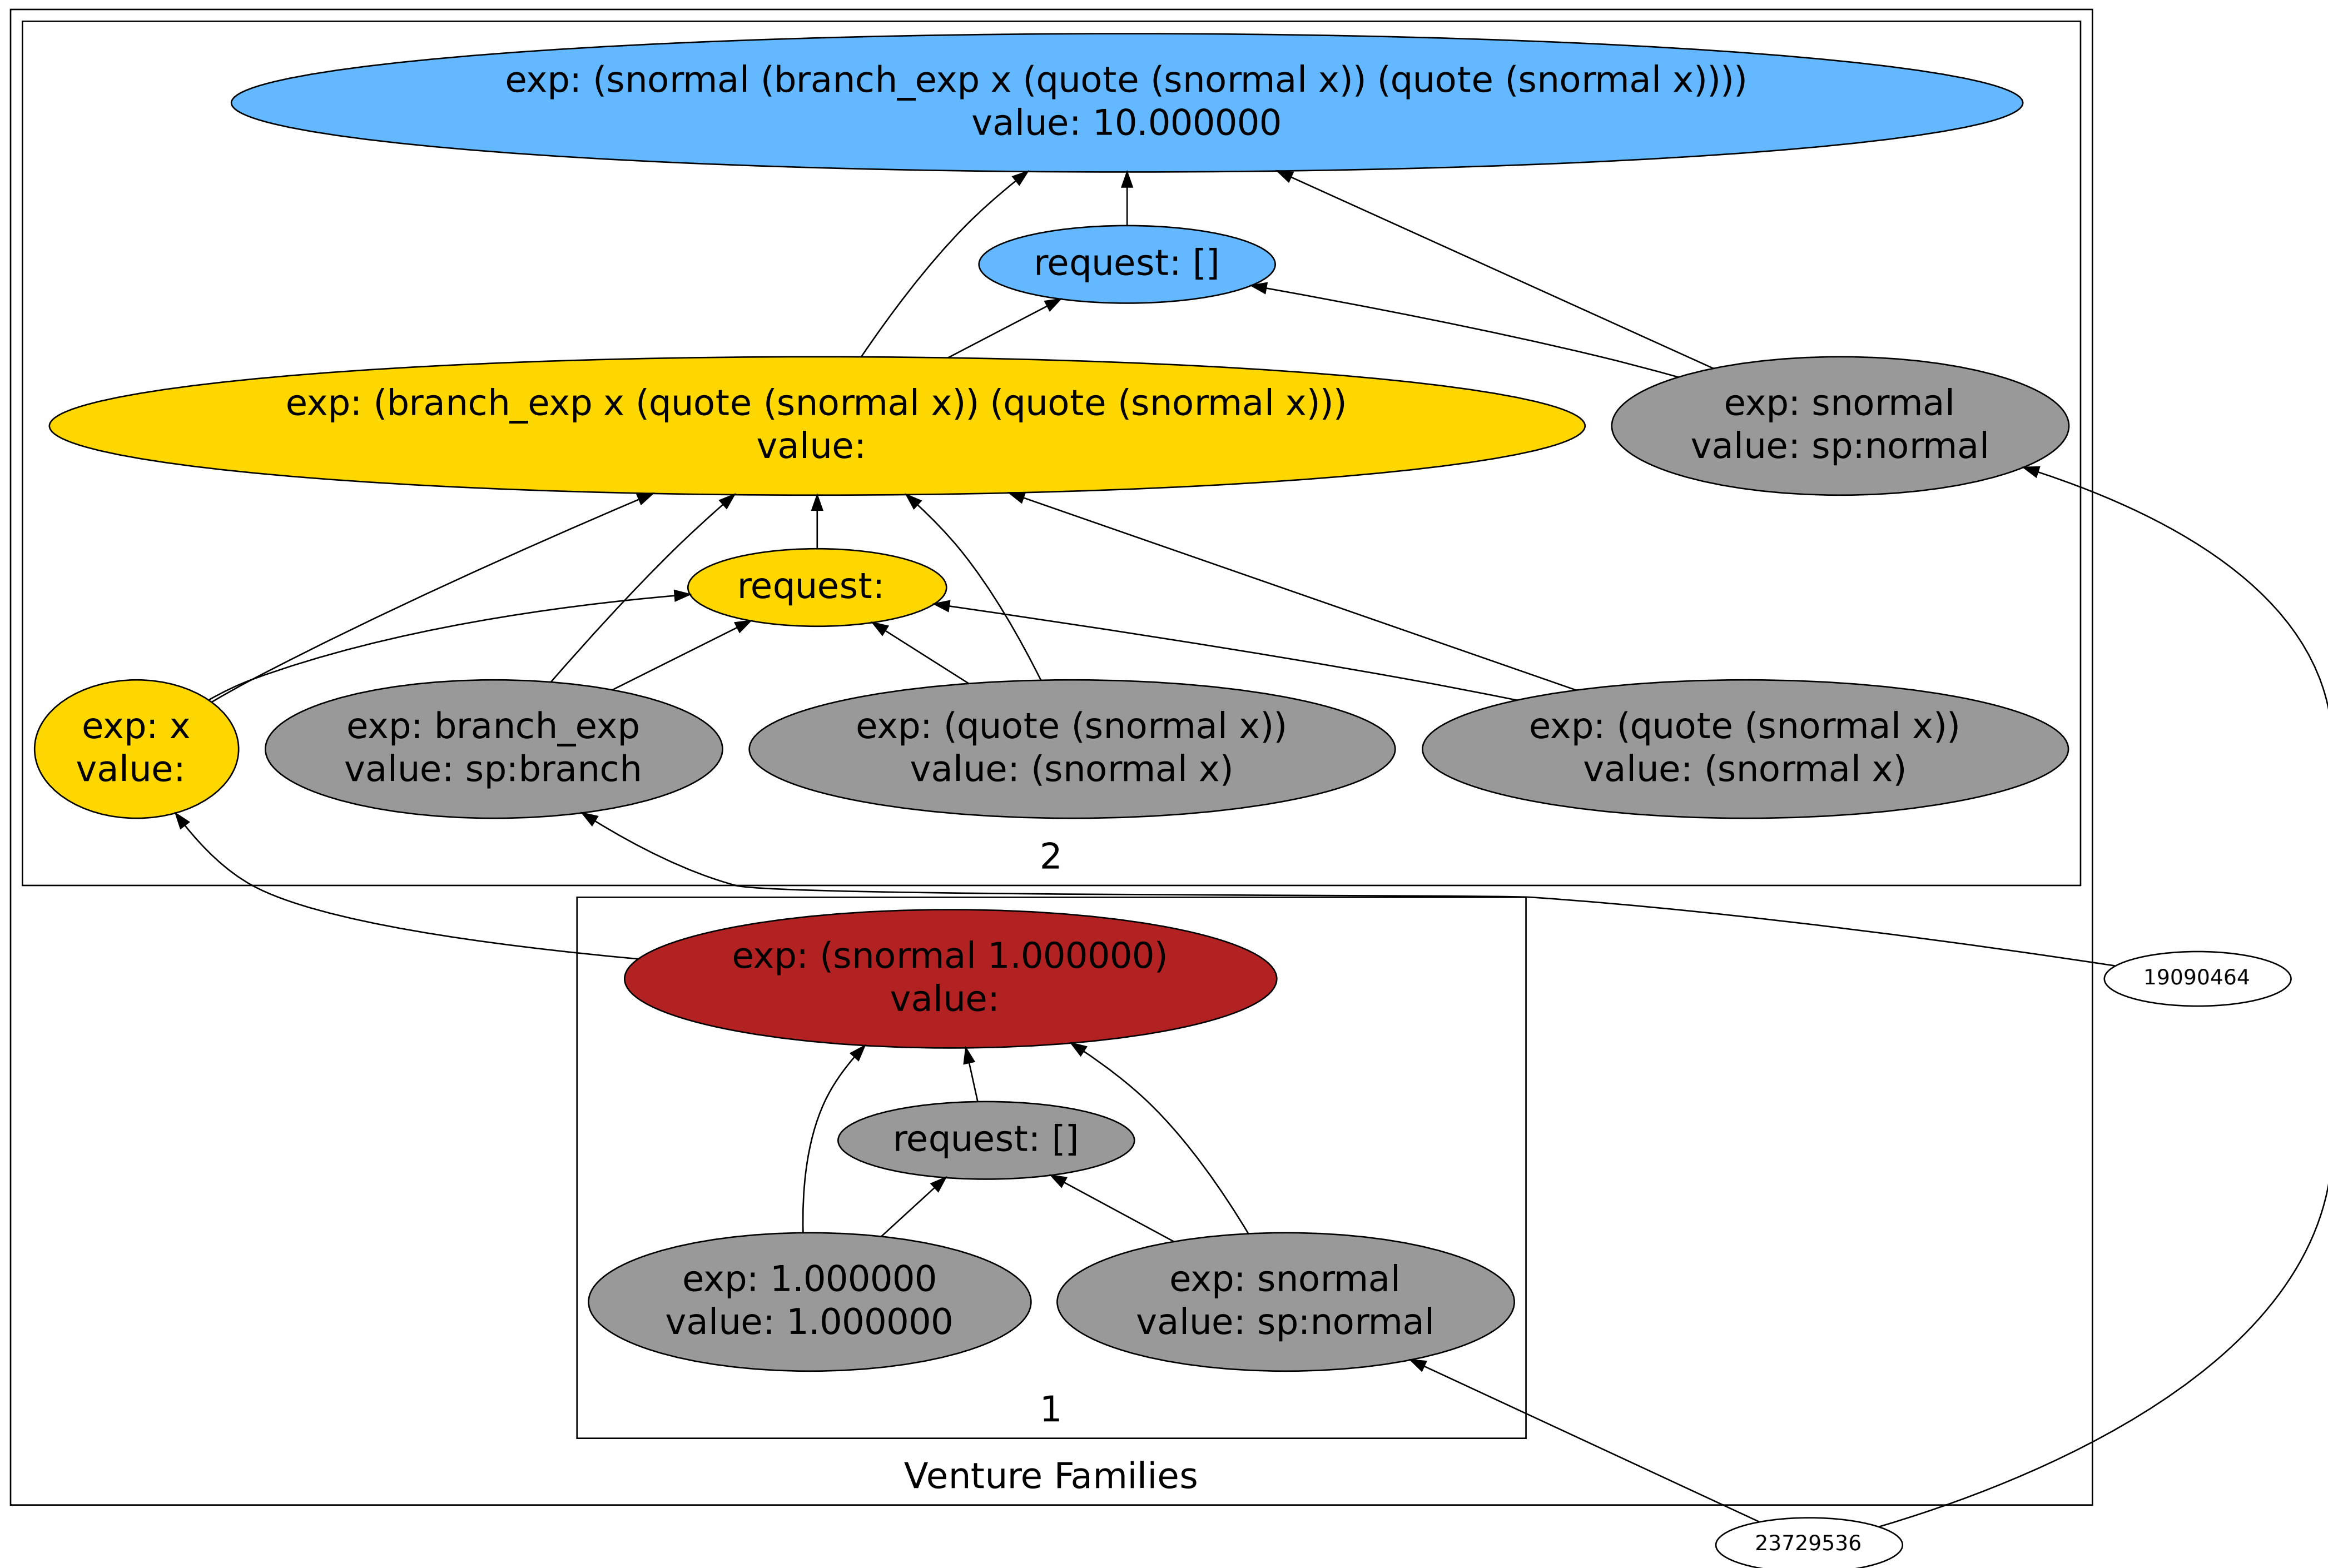 exp: (snormal (branch_exp x (quote (snormal x)) (quote (snormal x))))
value: 10.000000
request: []
exp: (branch_exp x (quote (snormal x)) (quote (snormal x)))
value:
exp: snormal
value: sp:normal
request:
exp: x
value:
exp: branch_exp
value: sp:branch
exp: (quote (snormal x))
value: (snormal x)
exp: (quote (snormal x))
value: (snormal x)
2
exp: (snormal 1.000000)
value:
19090464
request: []
exp: 1.000000
value: 1.000000
exp: snormal
value: sp:normal
1
Venture Families
23729536